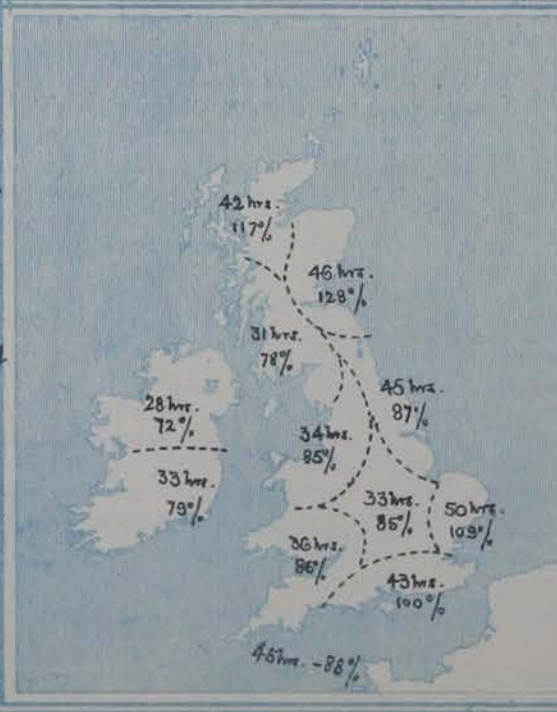 42 hrs.
117%
46 hrs.
128%
31 hrs.
78%
45 hrs.
87%
28 hrs.
72%
34 hrs.
85%
33 hrs.
79%
33 hrs.
85%
50 hrs.
109%
36 hrs.
86%
43 hrs.
100%
45 hrs. - 88%